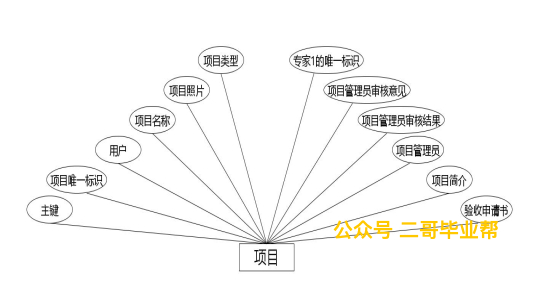 项目类型
专家1的唯一标识
项目照片
项目管理员审核意见
项目名称
项目管理员审核结果
用户
项目管理员
项目唯一标识
项目简介
主键
验收申请书
公众号 二哥毕业帮
项目